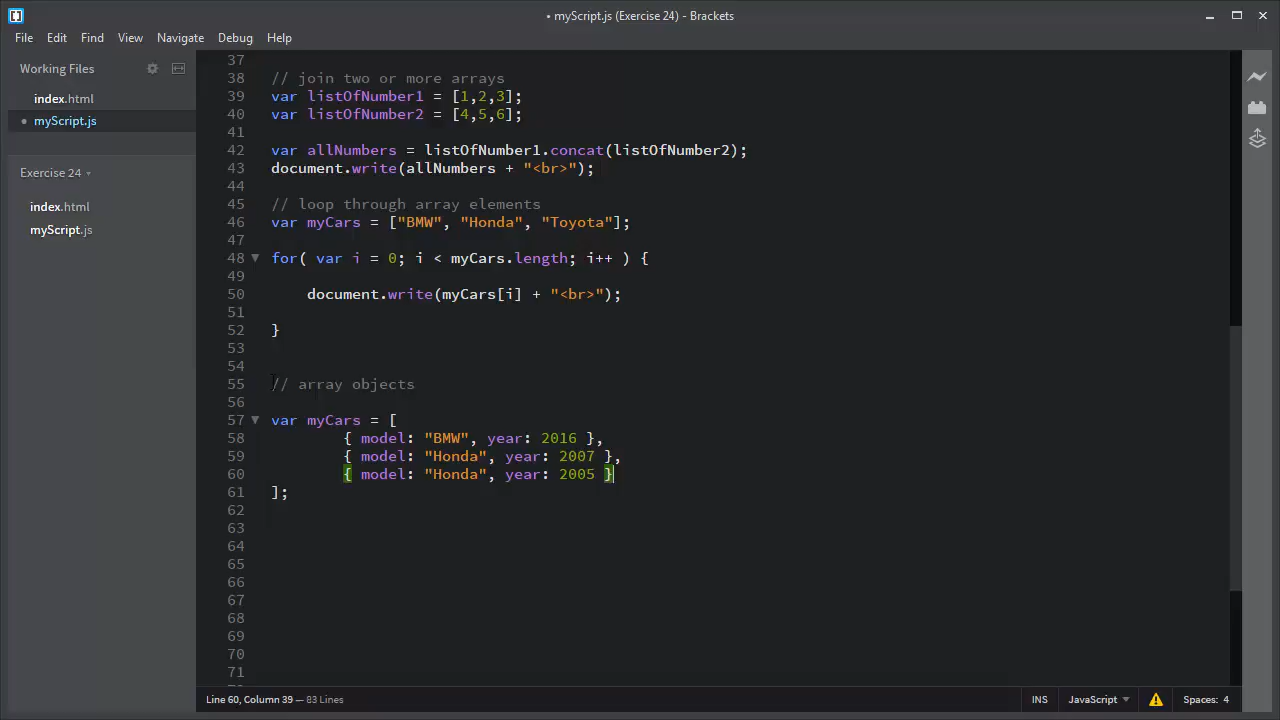 • myScript.js (Exercise 24) - Brackets
File Edit Find View Navigate Debug Help
Working Files
index.html
• myScript.js
Exercise 24
index.html
myScript.js
37
38 // join two or more arrays
39 var listOfNumber1 = [1,2,3];
40 var listOfNumber2 = [4,5,6];
41
42 var allNumbers = listOfNumber1.concat(listOfNumber2);
43 document.write(allNumbers + "<br>");
44
45 // loop through array elements
46 var myCars = ["BMW", "Honda", "Toyota"];
47
48 for( var i = 0; i < myCars.length; i++ ) {
49
50 document.write(myCars[i] + "<br>");
51
52 }
53
54
55 // array objects
56
57 var myCars = [
58 { model: "BMW", year: 2016 },
59 { model: "Honda", year: 2007 },
60 { model: "Honda", year: 2005 }
61 ];
62
63
64
65
66
67
68
69
70
71
Line 60, Column 39 — 83 Lines INS JavaScript Spaces: 4